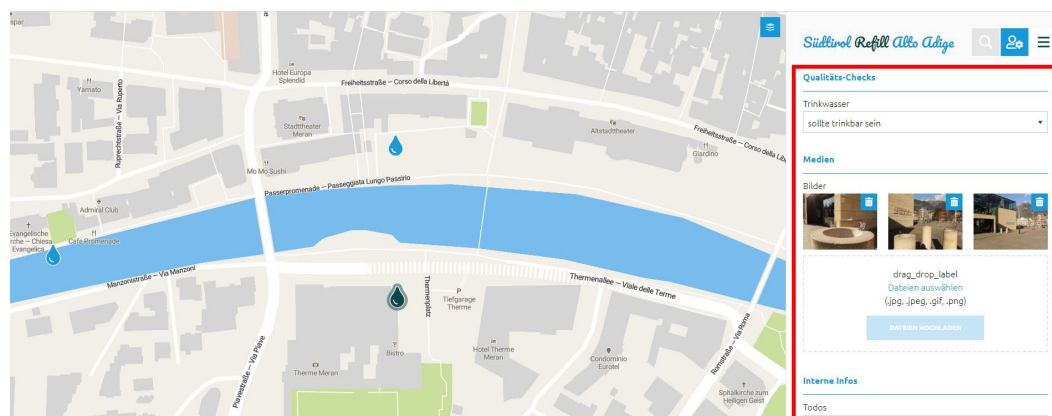 spar
Yamato
Ruprechtstraße – Via Ruperto
Hotel Europa
Splendid
Freiheitsstraße – Corso della Libertà
Stadttheater
Meran
Altstadttheater
Freiheitsstraße – Corso della Lib
Giardino
Mo Mo Sushi
Passerpromenade – Passeggiata Lungo Passirio
Admiral Club
Evangelische
rche – Chiesa
Evangelica
Cafe Promenade
Manzonistraße – Via Manzoni
Thermenallee – Viale delle Terme
Thermenplatz
P
Tiefgarage
Therme
Bistro
Hotel Therme
Meran
Therme Meran
Piavestraße – Via Piave
Condominio
Eurotel
Romstraße – Via Roma
Spitalkirche zum
Heiligen Geist
Südtirol Refill Alto Adige
Qualitäts-Checks
Trinkwasser
sollte trinkbar sein
Medien
Bilder
drag_drop_label
Dateien auswählen
(.jpg, .jpeg, .gif, .png)
DATEIEN HOCHLADEN
Interne Infos
Todos